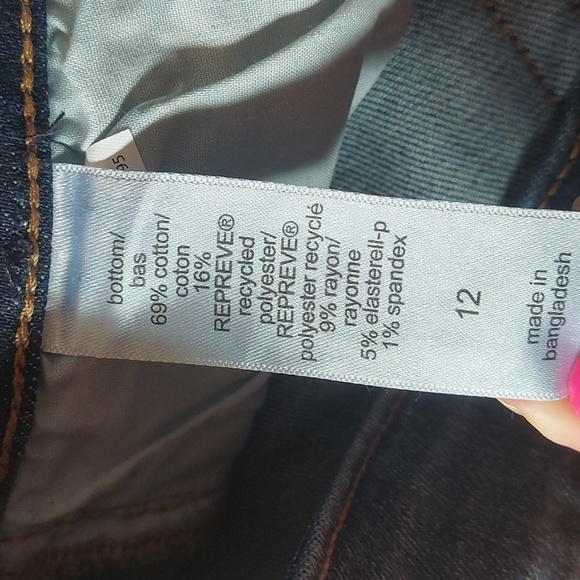 bottom/
bas
69% cotton/
coton
16%
REPREVE®
recycled
polyester/
REPREVE®
polyester recyclé
9% rayon/
rayonne
5% elasterell-p
1% spandex
12
made in
bangladesh
95